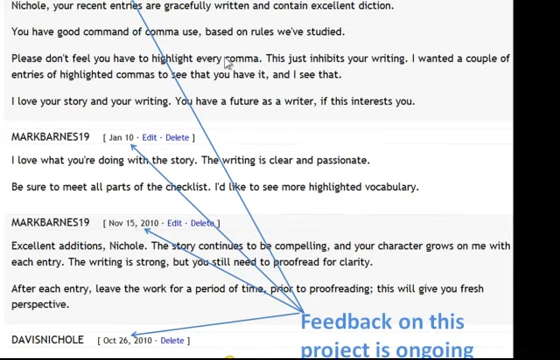 Nichole, your recent entries are gracefully written and contain excellent diction.
You have good command of comma use, based on rules we've studied.
Please don't feel you have to highlight every comma. This just inhibits your writing. I wanted a couple of
entries of highlighted commas to see that you have it, and I see that.
I love your story and your writing. You have a future as a writer, if this interests you.
MARKBARNES19 [ Jan 10 - Edit - Delete ]
I love what you're doing with the story. The writing is clear and passionate.
Be sure to meet all parts of the checklist. I'd like to see more highlighted vocabulary.
MARKBARNES19 [ Nov 15, 2010 - Edit - Delete ]
Excellent additions, Nichole. The story continues to be compelling, and your character grows on me with
each entry. The writing is strong, but you still need to proofread for clarity.
After each entry, leave the work for a period of time, prior to proofreading; this will give you fresh
perspective.
DAVISNICHOLE [ Oct 26, 2010 - Delete ]
Feedback on this
project is ongoing